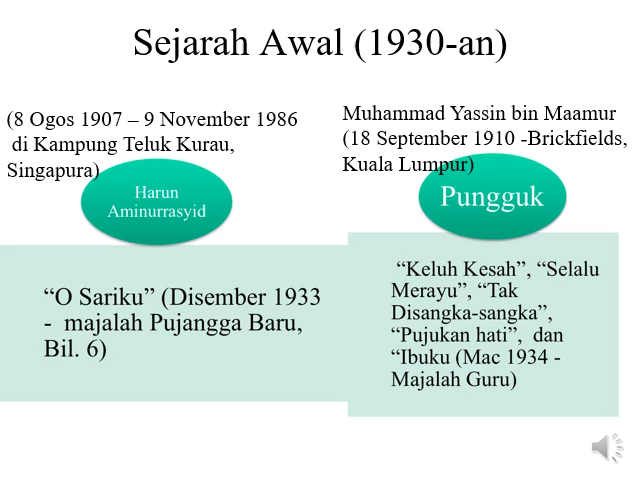 Sejarah Awal (1930-an)
(8 Ogos 1907 – 9 November 1986
di Kampung Teluk Kurau,
Singapura)
Harun
Aminurrasyid
“O Sariku” (Disember 1933
- majalah Pujangga Baru,
Bil. 6)
Muhammad Yassin bin Maamur
(18 September 1910 -Brickfields,
Kuala Lumpur)
Pungguk
“Keluh Kesah”, “Selalu
Merayu”, “Tak
Disangka-sangka”,
“Pujukan hati”, dan
“Ibuku (Mac 1934 -
Majalah Guru)